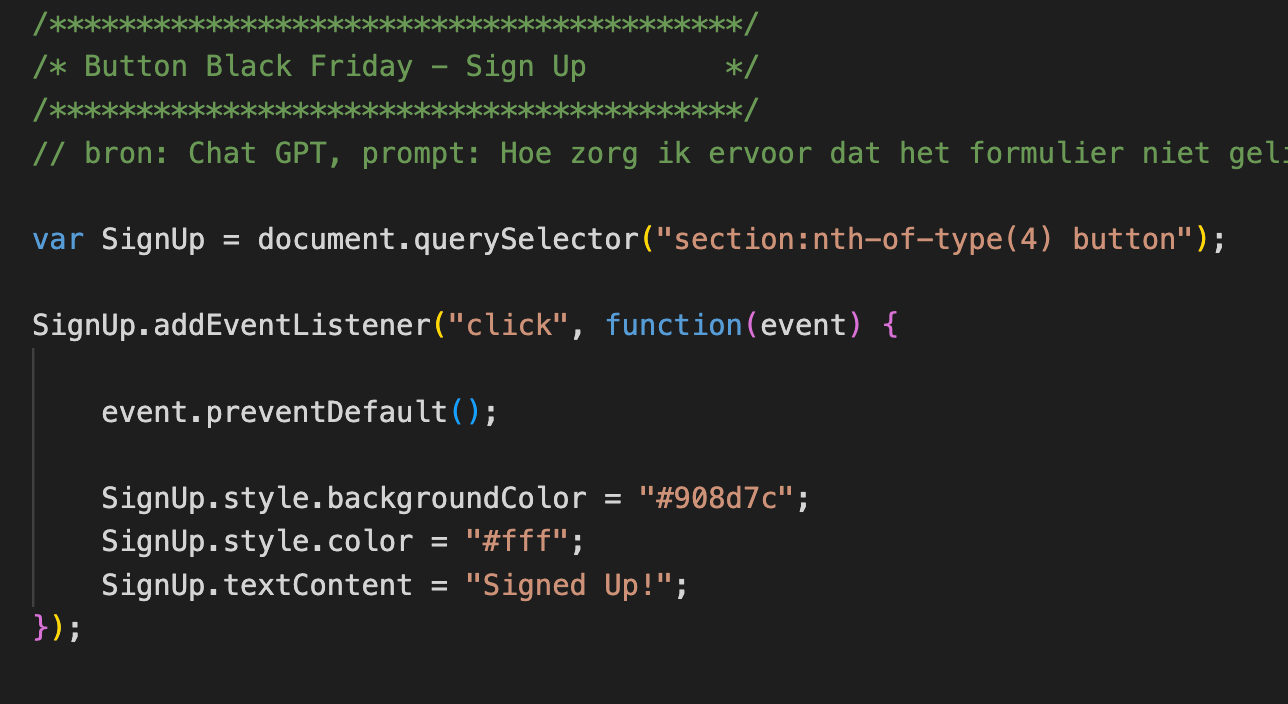 /****************************************/
/* Button Black Friday – Sign Up        */
/****************************************/
// bron: Chat GPT, prompt: Hoe zorg ik ervoor dat het formulier niet
var SignUp = document.querySelector("section:nth-of-type(4) button");
SignUp.addEventListener("click", function(event) {
event.preventDefault();
SignUp.style.backgroundColor = "#908d7c";
SignUp.style.color = "#fff";
SignUp.textContent = "Signed Up!";
});